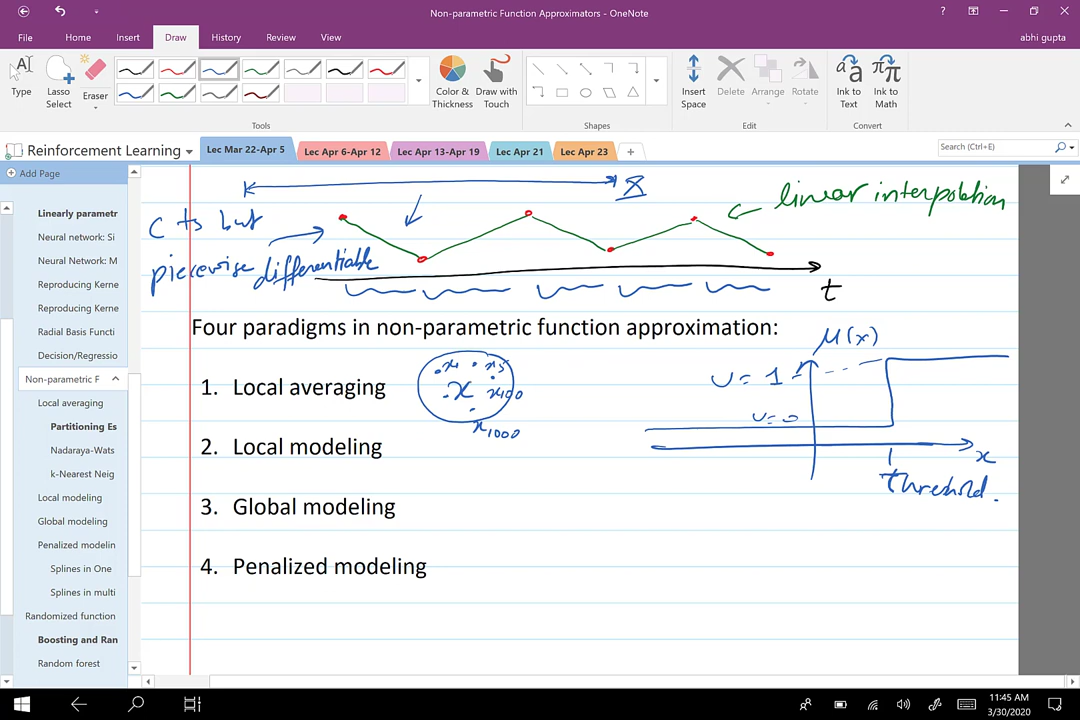 Non-parametric Function Approximators - OneNote
?
File
Home
Insert
Draw
History
Review
View
abhi gupta
Type
Lasso Select
Eraser
Color & Thickness
Draw with Touch
Insert Space
Delete
Arrange
Rotate
Ink to Text
Ink to Math
Tools
Shapes
Edit
Convert
Reinforcement Learning
Lec Mar 22-Apr 5
Lec Apr 6-Apr 12
Lec Apr 13-Apr 19
Lec Apr 21
Lec Apr 23
+
Search (Ctrl+E)
Add Page
Linearly parametr
Neural network: Si
Neural Network: M
Reproducing Kerne
Reproducing Kerne
Radial Basis Functi
Decision/Regressio
Non-parametric F
Local averaging
Partitioning Es
Nadaraya-Wats
k-Nearest Neig
Local modeling
Global modeling
Penalized modelin
Splines in One
Splines in multi
Randomized function
Boosting and Ran
Random forest
linear interpolation
cts but
piecewise differentiable
t
Four paradigms in non-parametric function approximation:
1. Local averaging
2. Local modeling
3. Global modeling
4. Penalized modeling
x
x100
x1000
μ(x)
u = 1
u=0
x
threshold.
11:45 AM
3/30/2020